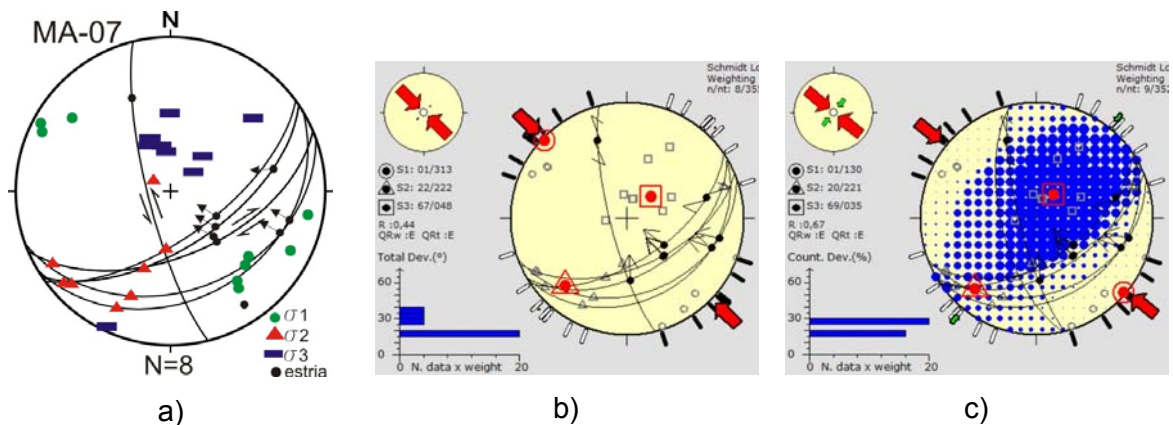 MA-07
N
σ1
σ2
σ3
estria
N=8
a)
Schmidt Lo
Weighting
n/nt: 8/355
S1: 01/313
S2: 22/222
S3: 67/048
R :0,44
QRw :E QRt :E
Total Dev.(°)
60
30
0
0 N. data x weight 20
b)
Schmidt Lo
Weighting
n/nt: 9/352
S1: 01/130
S2: 20/221
S3: 69/035
R :0,67
QRw :E QRt :E
Count. Dev.(%)
60
30
0
0 N. data x weight 20
c)